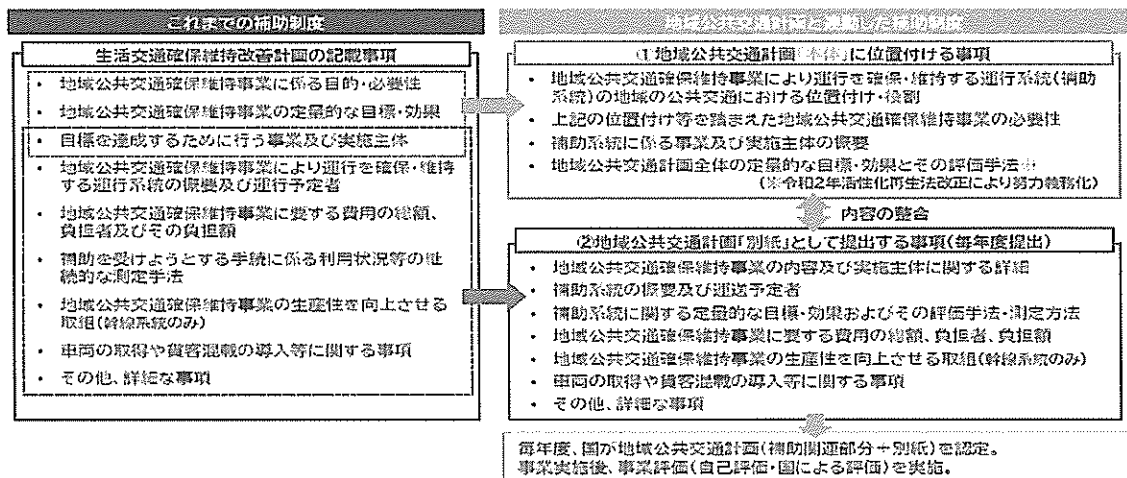 これまでの補助制度
生活交通確保維持改善計画の記載事項
・ 地域公共交通確保維持事業に係る目的・必要性
・ 地域公共交通確保維持事業の定量的な目標・効果
・ 目標を達成するために行う事業及び実施主体
・ 地域公共交通確保維持事業により運行を確保・維持
する運行系統の概要及び運行予定者
・ 地域公共交通確保維持事業に要する費用の総額、
負担者及びその負担額
・ 補助を受けようとする手続に係る利用状況等の継
続的な測定手法
・ 地域公共交通確保維持事業の生産性を向上させる
取組(幹線系統のみ)
・ 車両の取得や貨客混載の導入等に関する事項
・ その他、詳細な事項
地域公共交通計画と連動した補助制度
①地域公共交通計画「本体」に位置付ける事項
・ 地域公共交通確保維持事業により運行を確保・維持する運行系統(補助
系統)の地域の公共交通における位置付け・役割
・ 上記の位置付け等を踏まえた地域公共交通確保維持事業の必要性
・ 補助系統に係る事業及び実施主体の概要
・ 地域公共交通計画全体の定量的な目標・効果とその評価手法※
(※令和2年活性化再生法改正により努力義務化)
内容の整合
②地域公共交通計画「別紙」として提出する事項(毎年度提出)
・ 地域公共交通確保維持事業の内容及び実施主体に関する詳細
・ 補助系統の概要及び運送予定者
・ 補助系統に関する定量的な目標・効果およびその評価手法・測定方法
・ 地域公共交通確保維持事業に要する費用の総額、負担者、負担額
・ 地域公共交通確保維持事業の生産性を向上させる取組(幹線系統のみ)
・ 車両の取得や貨客混載の導入等に関する事項
・ その他、詳細な事項
毎年度、国が地域公共交通計画(補助関連部分+別紙)を認定。
事業実施後、事業評価(自己評価・国による評価)を実施。